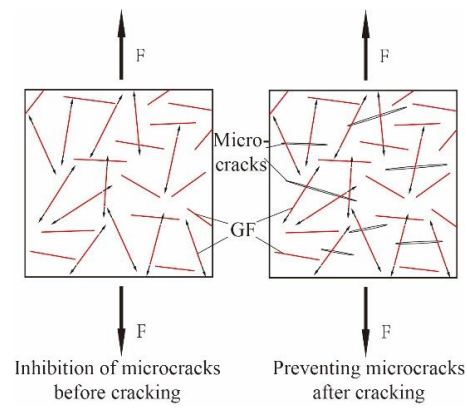 F
F
Micro-
cracks
GF
F
F
Inhibition of microcracks
before cracking
Preventing microcracks
after cracking